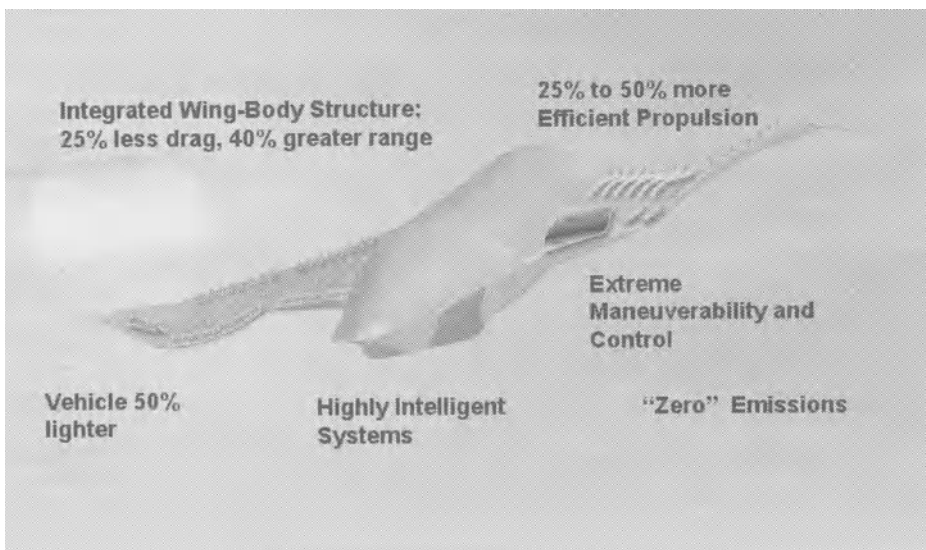 Integrated Wing-Body Structure:
25% less drag, 40% greater range
25% to 50% more
Efficient Propulsion
Extreme
Maneuverability and
Control
Vehicle 50%
lighter
Highly Intelligent
Systems
“Zero” Emissions